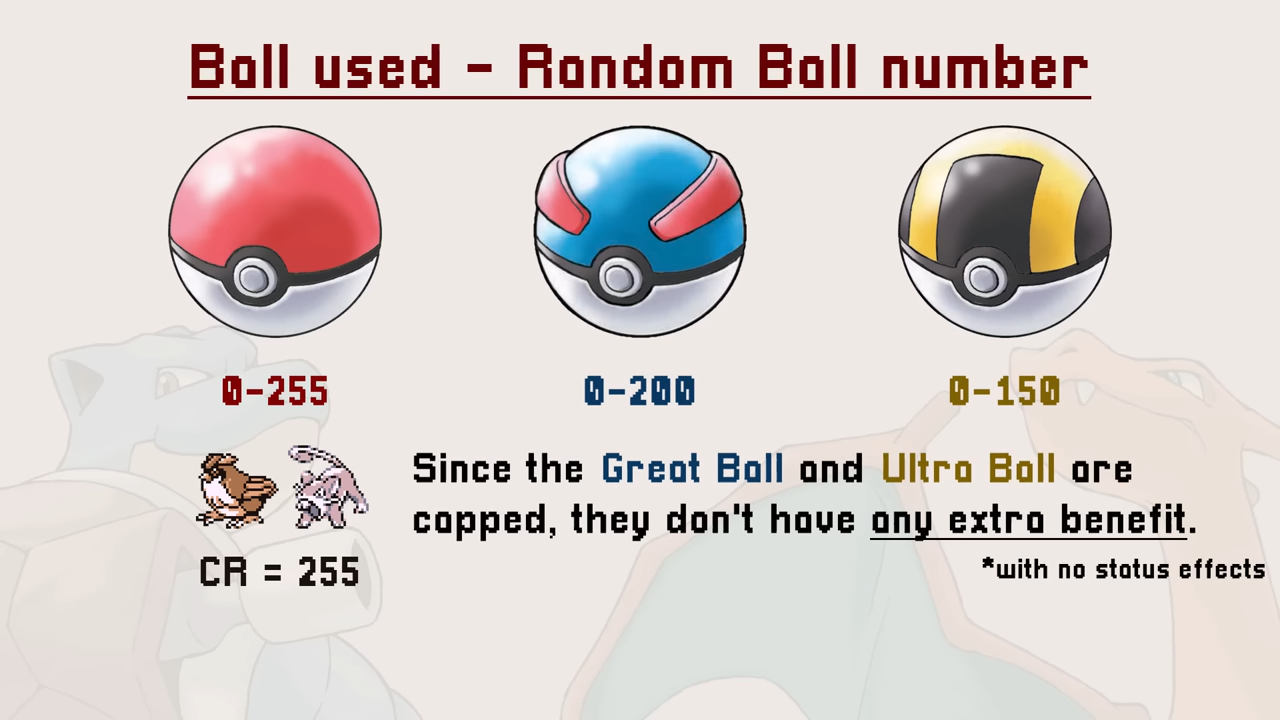 Ball used - Random Ball number
0-255
0-200
0-150
Since the Great Ball and Ultra Ball are
capped, they don't have any extra benefit.
*with no status effects
CR = 255